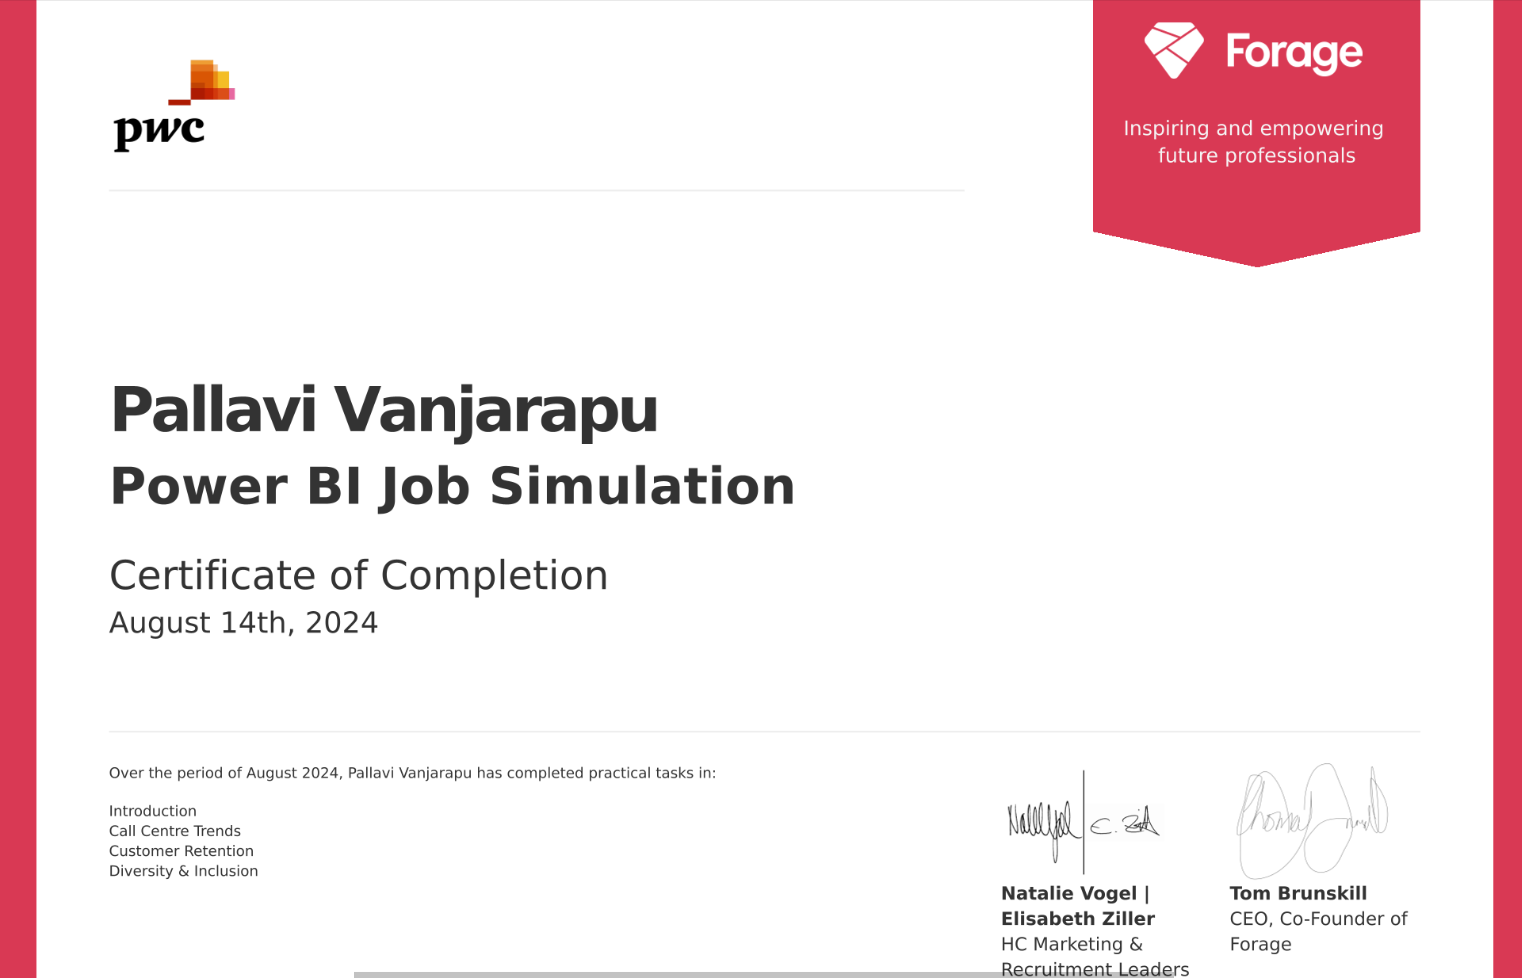 pwc
Forage
Inspiring and empowering
future professionals
Pallavi Vanjarapu
Power BI Job Simulation
Certificate of Completion
August 14th, 2024
Over the period of August 2024, Pallavi Vanjarapu has completed practical tasks in:
Introduction
Call Centre Trends
Customer Retention
Diversity & Inclusion
E. 
Natalie Vogel |
Elisabeth Ziller
HC Marketing &
Recruitment Leaders
Tom Brunskill
CEO, Co-Founder of
Forage